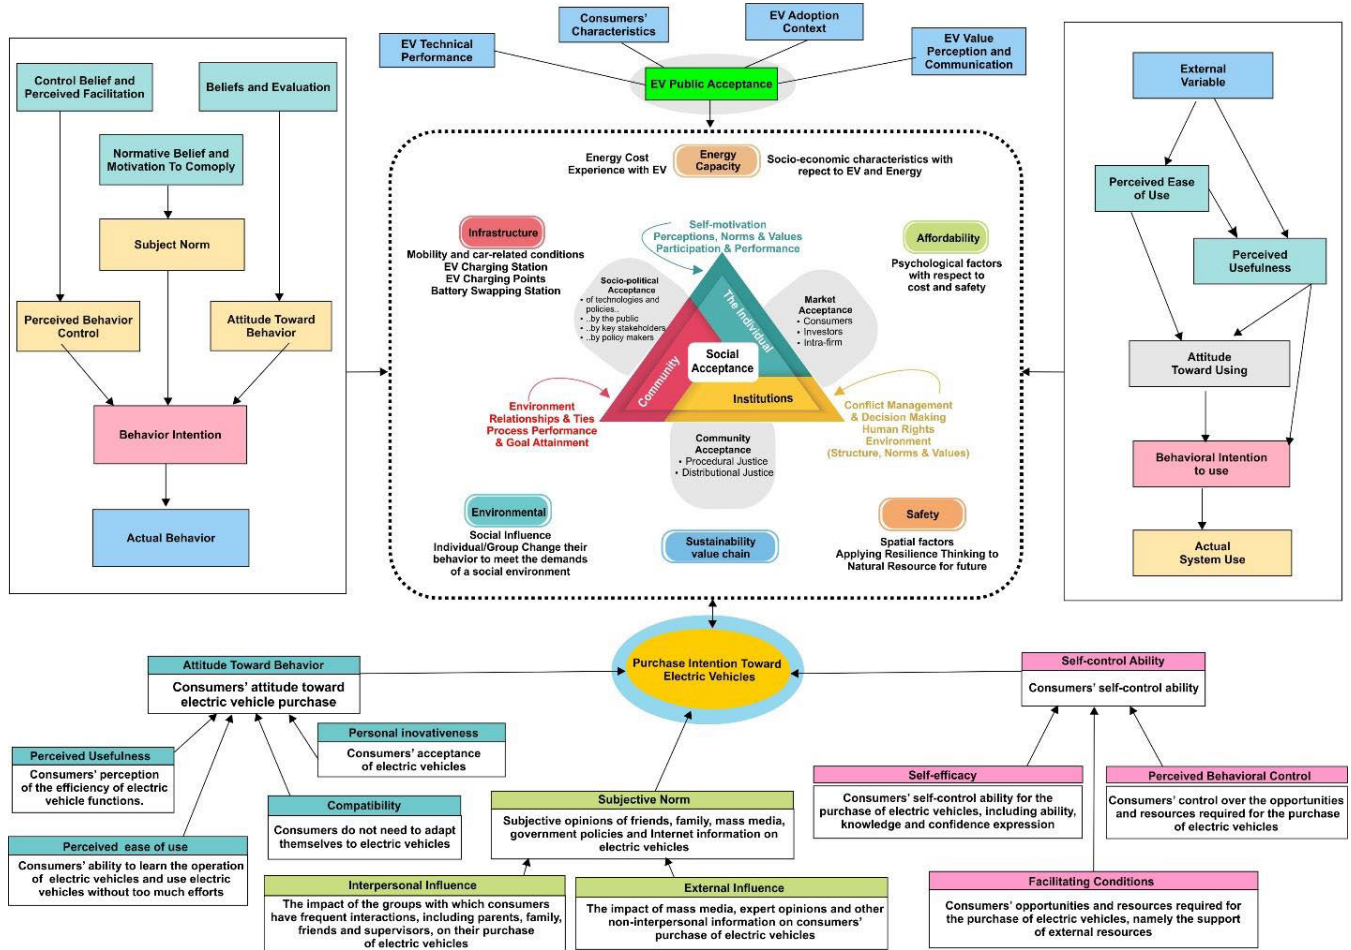 EV Technical
Performance
Consumers'
Characteristics
EV Adoption
Context
EV Value
Perception and
Communication
EV Public Acceptance
Control Belief and
Perceived Facilitation
Beliefs and Evaluation
Normative Belief and
Motivation To Comoply
Subject Norm
Perceived Behavior
Control
Attitude Toward
Behavior
Behavior Intention
Actual Behavior
Energy Cost
Experience with EV
Energy
Capacity
Socio-economic characteristics with
repect to EV and Energy
Infrastructure
Mobility and car-related conditions
EV Charging Station
EV Charging Points
Battery Swapping Station
Self-motivation
Perceptions, Norms & Values
Participation & Performance
Affordability
Psychological factors
with respect to
cost and safety
Socio-political
Acceptance
• of technologies and
policies..
• ..by the public
• ..by key stakeholders
• ..by policy makers
Market
Acceptance
• Consumers
• Investors
• Intra-firm
The Individual
Community
Social
Acceptance
Institutions
Environment
Relationships & Ties
Process Performance
& Goal Attainment
Conflict Management
& Decision Making
Human Rights
Environment
(Structure, Norms & Values)
Community
Acceptance
• Procedural Justice
• Distributional Justice
Environmental
Social Influence
Individual/Group Change their
behavior to meet the demands
of a social environment
Sustainability
value chain
Safety
Spatial factors
Applying Resilience Thinking to
Natural Resource for future
External
Variable
Perceived Ease
of Use
Perceived
Usefulness
Attitude
Toward Using
Behavioral Intention
to use
Actual
System Use
Purchase Intention Toward
Electric Vehicles
Attitude Toward Behavior
Consumers' attitude toward
electric vehicle purchase
Perceived Usefulness
Consumers' perception
of the efficiency of electric
vehicle functions.
Personal inovativeness
Consumers' acceptance
of electric vehicles
Perceived ease of use
Consumers' ability to learn the operation
of electric vehicles and use electric
vehicles without too much efforts
Compatibility
Consumers do not need to adapt
themselves to electric vehicles
Subjective Norm
Subjective opinions of friends, family, mass media,
government policies and Internet information on
electric vehicles
Interpersonal Influence
The impact of the groups with which consumers
have frequent interactions, including parents, family,
friends and supervisors, on their purchase
of electric vehicles
External Influence
The impact of mass media, expert opinions and other
non-interpersonal information on consumers'
purchase of electric vehicles
Self-control Ability
Consumers' self-control ability
Self-efficacy
Consumers' self-control ability for the
purchase of electric vehicles, including ability,
knowledge and confidence expression
Perceived Behavioral Control
Consumers' control over the opportunities
and resources required for the purchase
of electric vehicles
Facilitating Conditions
Consumers' opportunities and resources required for
the purchase of electric vehicles, namely the support
of external resources